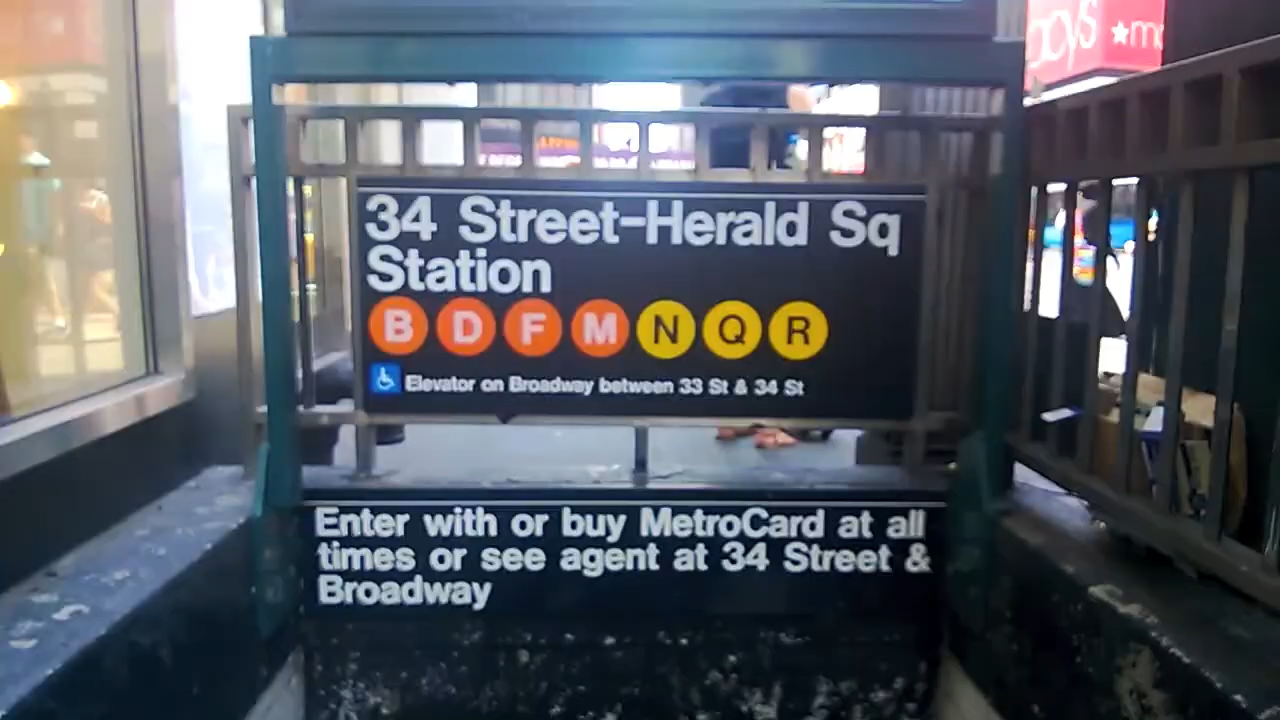 34 Street-Herald Sq
Station
B D F M N Q R
Elevator on Broadway between 33 St & 34 St
Enter with or buy MetroCard at all
times or see agent at 34 Street &
Broadway